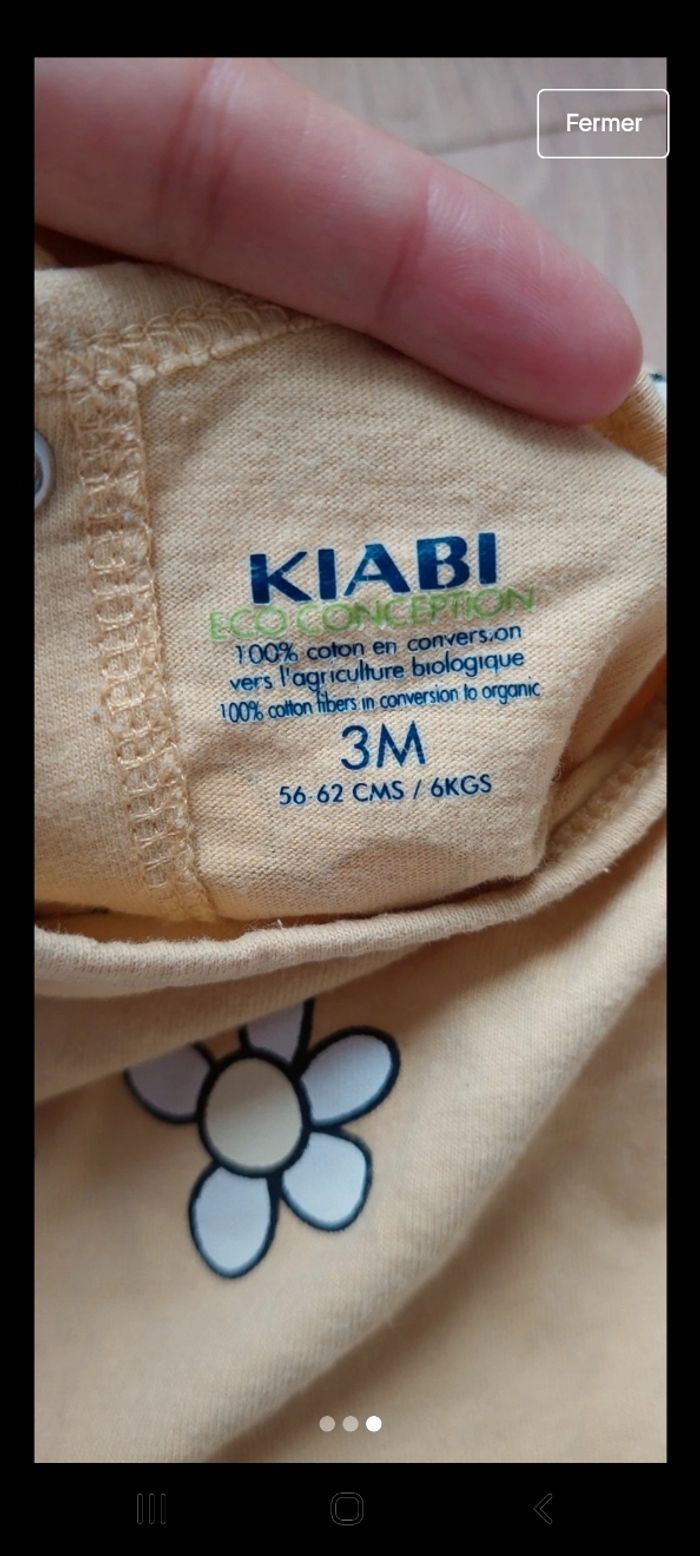 Fermer
KIABI
ECO CONCEPTION
100% coton en conversion
vers l'agriculture biologique
100% cotton fibers in conversion to organic
3M
56-62 CMS / 6KGS